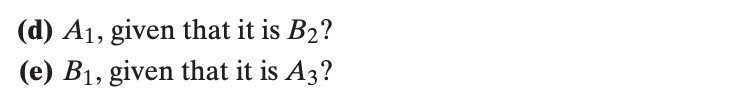 (d) A₁, given that it is B₂?
(e) B₁, given that it is A₃?